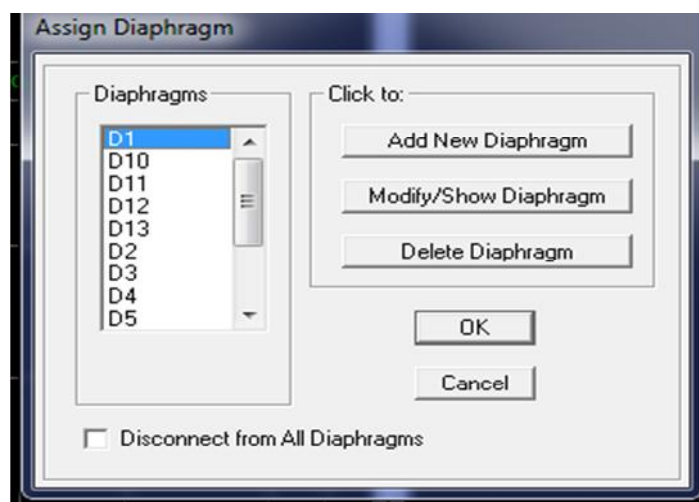 Assign Diaphragm
Diaphragms
D1
D10
D11
D12
D13
D2
D3
D4
D5
Click to:
Add New Diaphragm
Modify/Show Diaphragm
Delete Diaphragm
OK
Cancel
Disconnect from All Diaphragms